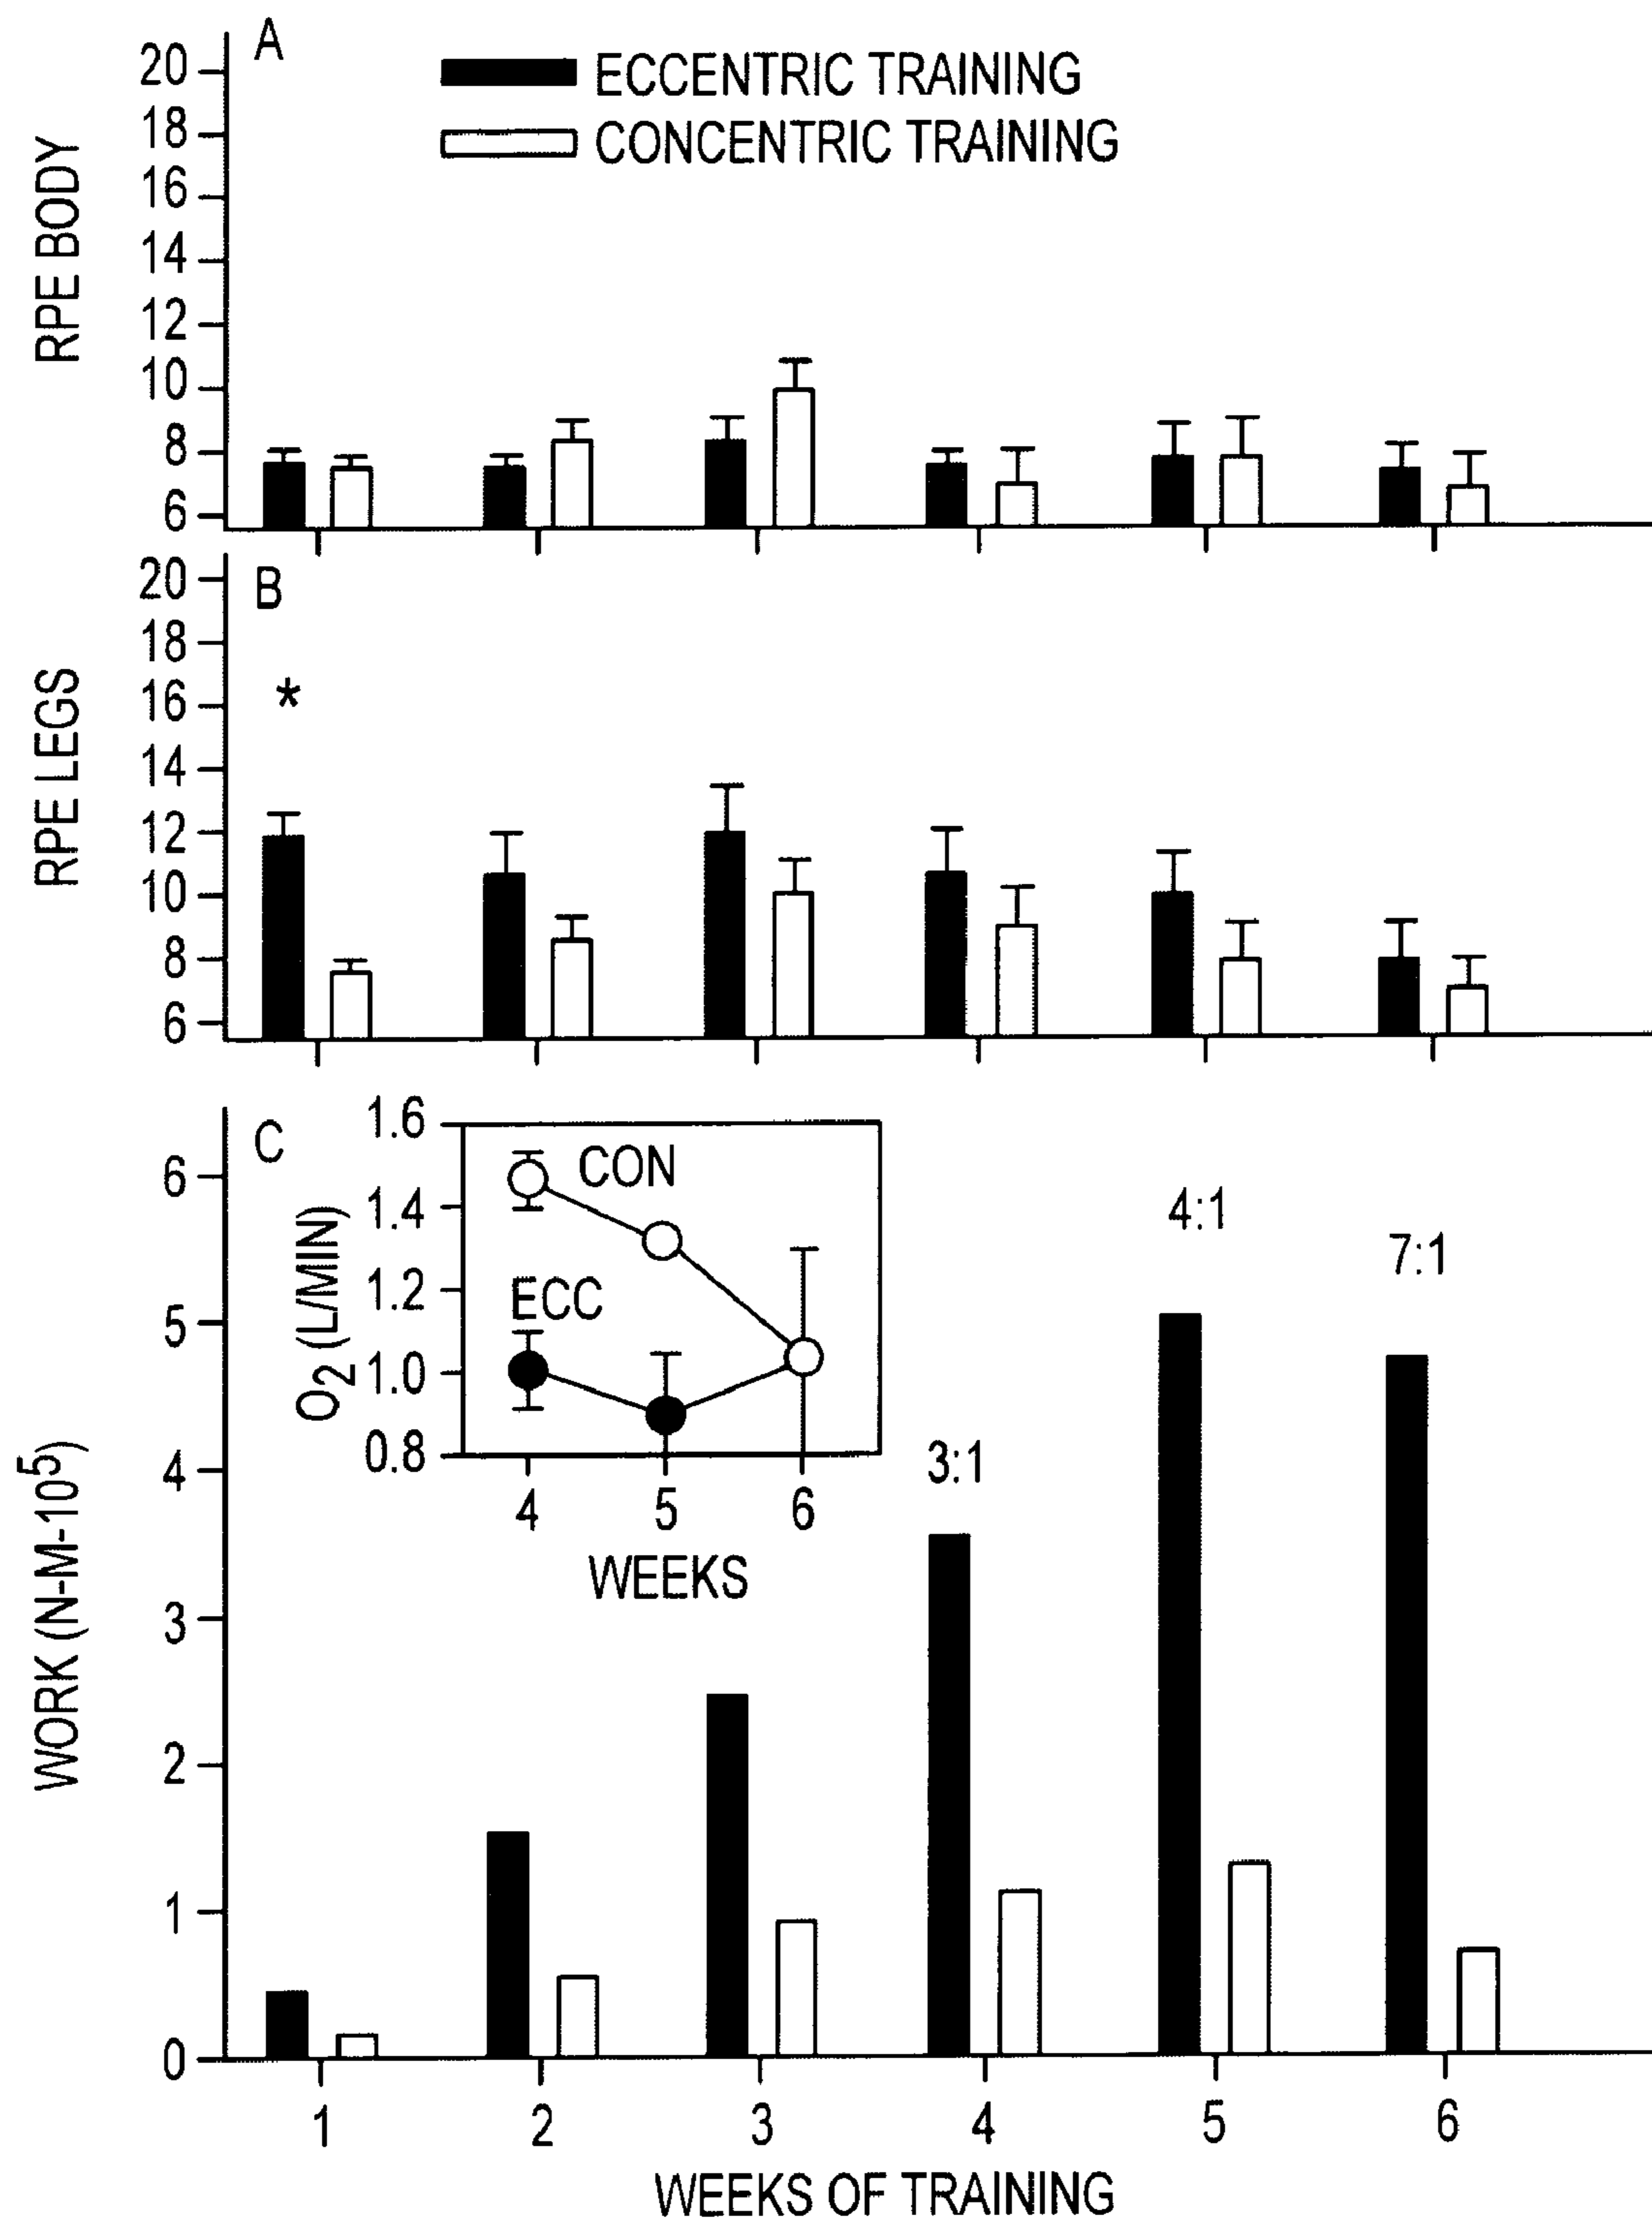 A
ECCENTRIC TRAINING
CONCENTRIC TRAINING
RPE BODY
20
18
16
14
12
10
8
6
B
*
RPE LEGS
20
18
16
14
12
10
8
6
C
WORK (N-M-10⁵)
6
5
4
3
2
1
0
O₂ (L/MIN)
1.6
1.4
1.2
1.0
0.8
CON
ECC
4 5 6
WEEKS
3:1
4:1
7:1
1 2 3 4 5 6
WEEKS OF TRAINING